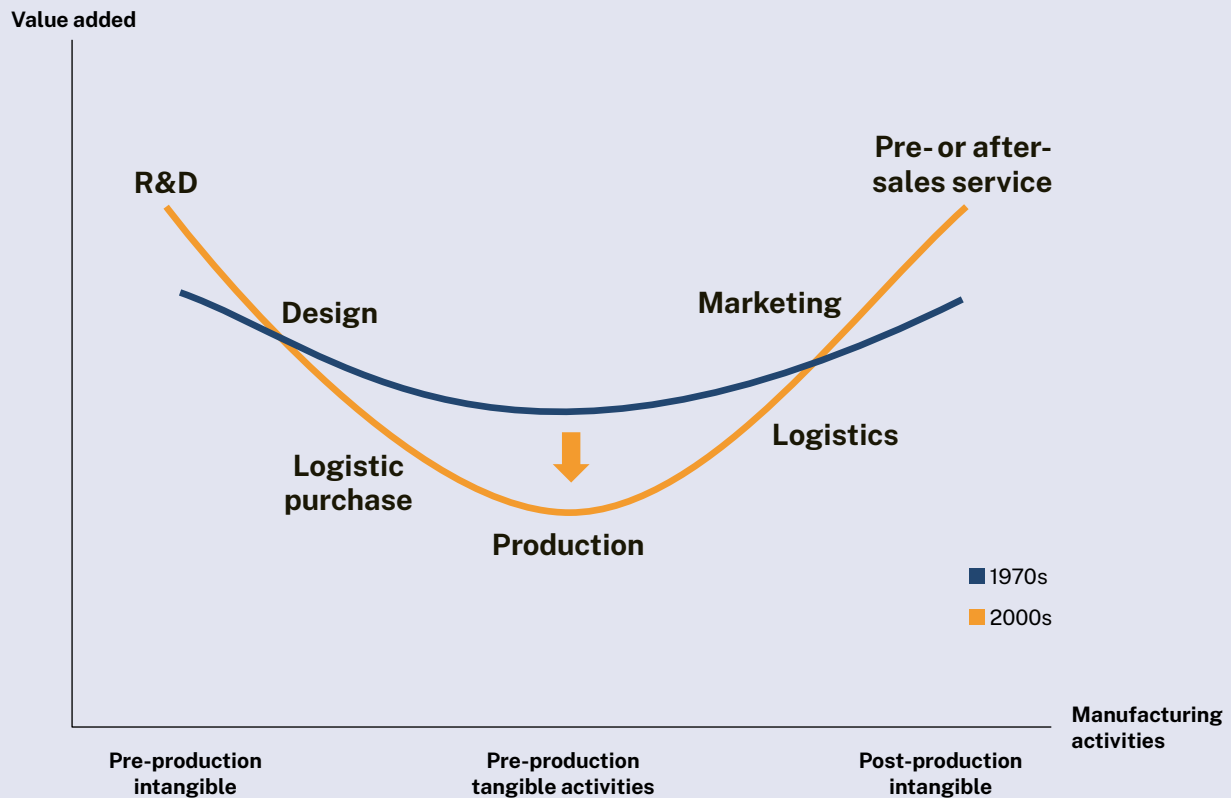 Value added
Pre- or after-
sales service
R&D
Design
Marketing
Logistics
Logistic
purchase
Production
1970s
2000s
Manufacturing
activities
Pre-production
intangible
Pre-production
tangible activities
Post-production
intangible